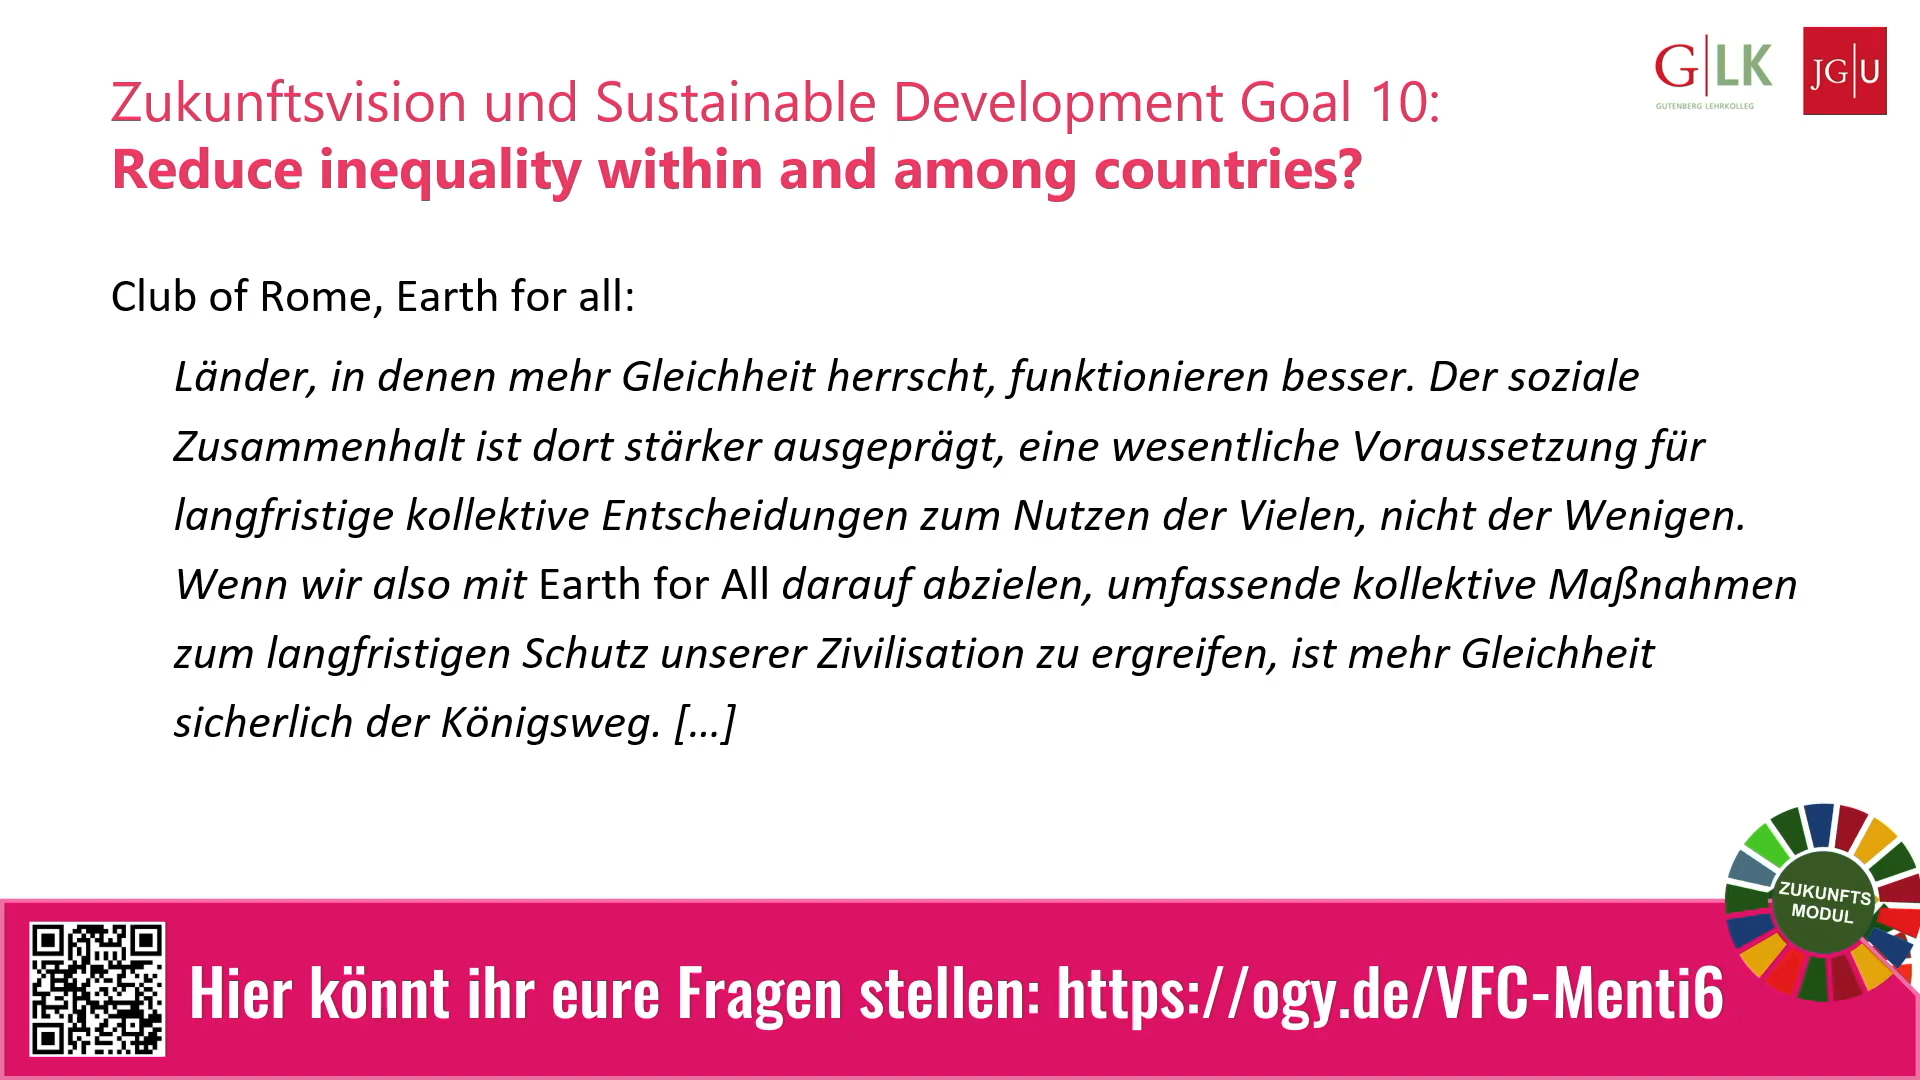 Zukunftsvision und Sustainable Development Goal 10:
Reduce inequality within and among countries?
G|LK
GUTENBERG LEHRKOLLEG
JG|U
Club of Rome, Earth for all:
Länder, in denen mehr Gleichheit herrscht, funktionieren besser. Der soziale
Zusammenhalt ist dort stärker ausgeprägt, eine wesentliche Voraussetzung für
langfristige kollektive Entscheidungen zum Nutzen der Vielen, nicht der Wenigen.
Wenn wir also mit Earth for All darauf abzielen, umfassende kollektive Maßnahmen
zum langfristigen Schutz unserer Zivilisation zu ergreifen, ist mehr Gleichheit
sicherlich der Königsweg. […]
ZUKUNFTS
MODUL
Hier könnt ihr eure Fragen stellen: https://ogy.de/VFC-Menti6